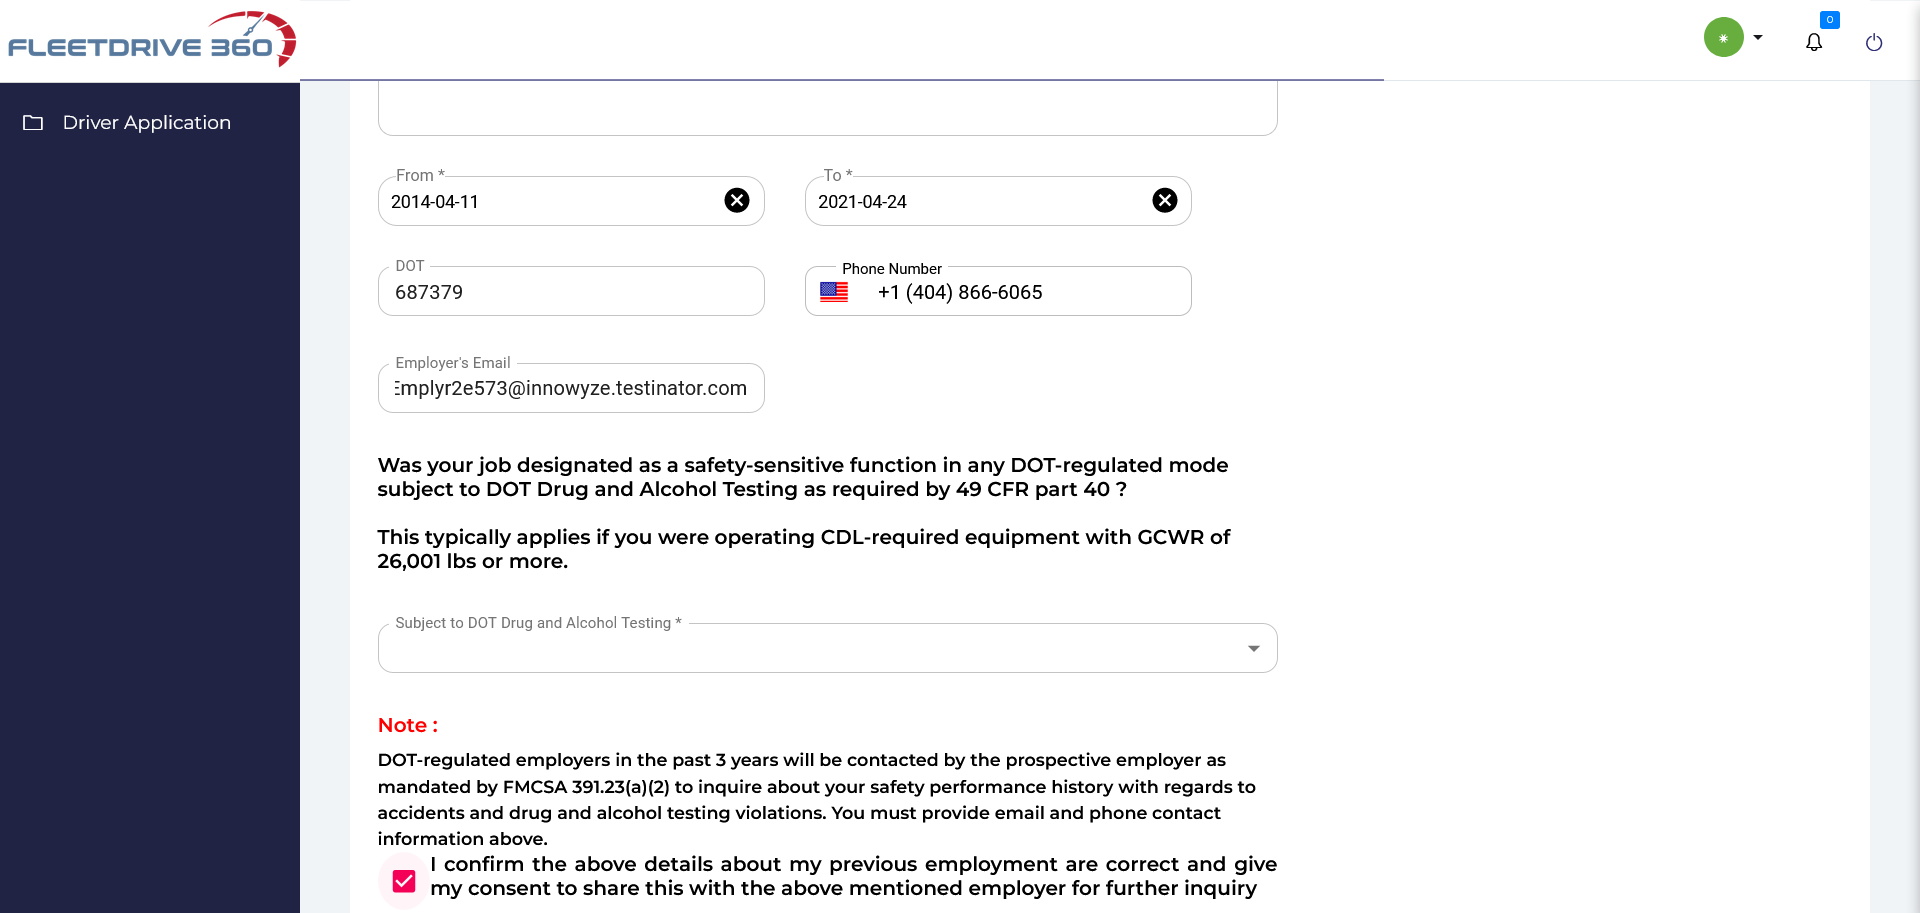 FLEETDRIVE 360
0
Driver Application
From *
To *
2014-04-11
2021-04-24
DOT
Phone Number
687379
+1 (404) 866-6065
Employer's Email
Emplyr2e573@innowyze.testinator.com
Was your job designated as a safety-sensitive function in any DOT-regulated mode
subject to DOT Drug and Alcohol Testing as required by 49 CFR part 40 ?
This typically applies if you were operating CDL-required equipment with GCWR of
26,001 lbs or more.
Subject to DOT Drug and Alcohol Testing *
Note :
DOT-regulated employers in the past 3 years will be contacted by the prospective employer as
mandated by FMCSA 391.23(a)(2) to inquire about your safety performance history with regards to
accidents and drug and alcohol testing violations. You must provide email and phone contact
information above.
I confirm the above details about my previous employment are correct and give
my consent to share this with the above mentioned employer for further inquiry